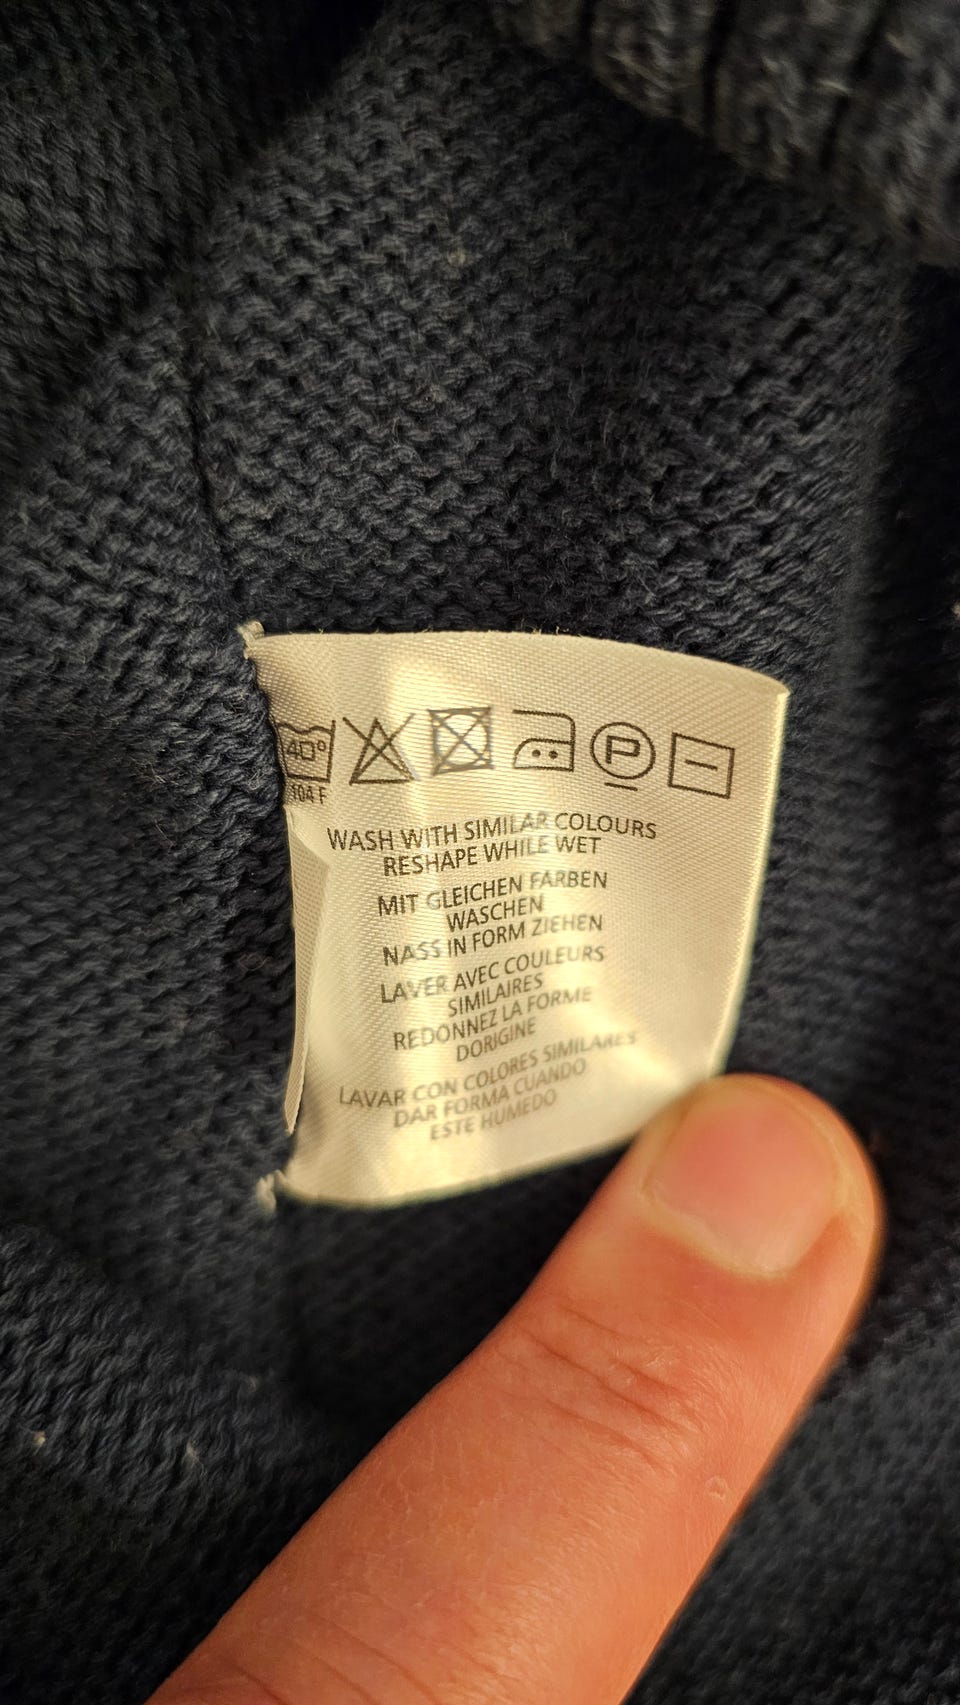 40°
104 F
P
WASH WITH SIMILAR COLOURS
RESHAPE WHILE WET
MIT GLEICHEN FARBEN
WASCHEN
NASS IN FORM ZIEHEN
LAVER AVEC COULEURS
SIMILAIRES
REDONNEZ LA FORME
DORIGINE
LAVAR CON COLORES SIMILARES
DAR FORMA CUANDO
ESTE HUMEDO